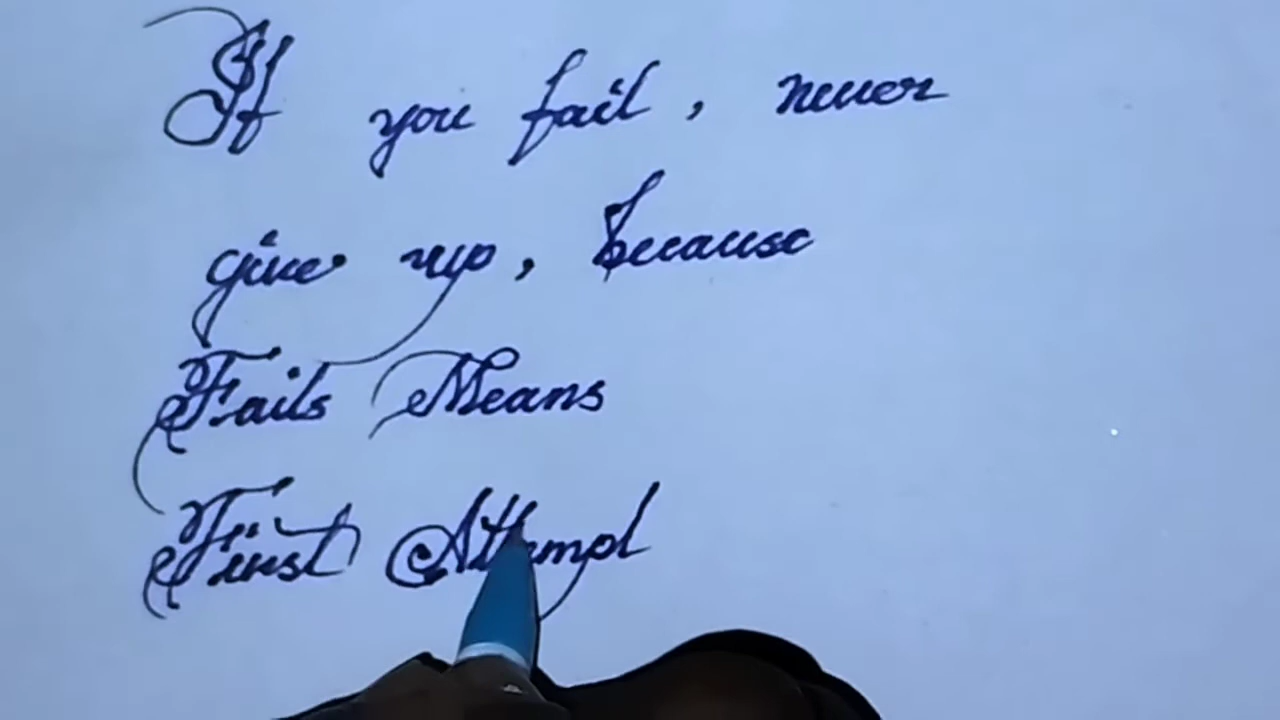 If you fail, never
give up, because
Fails Means
First Attempt